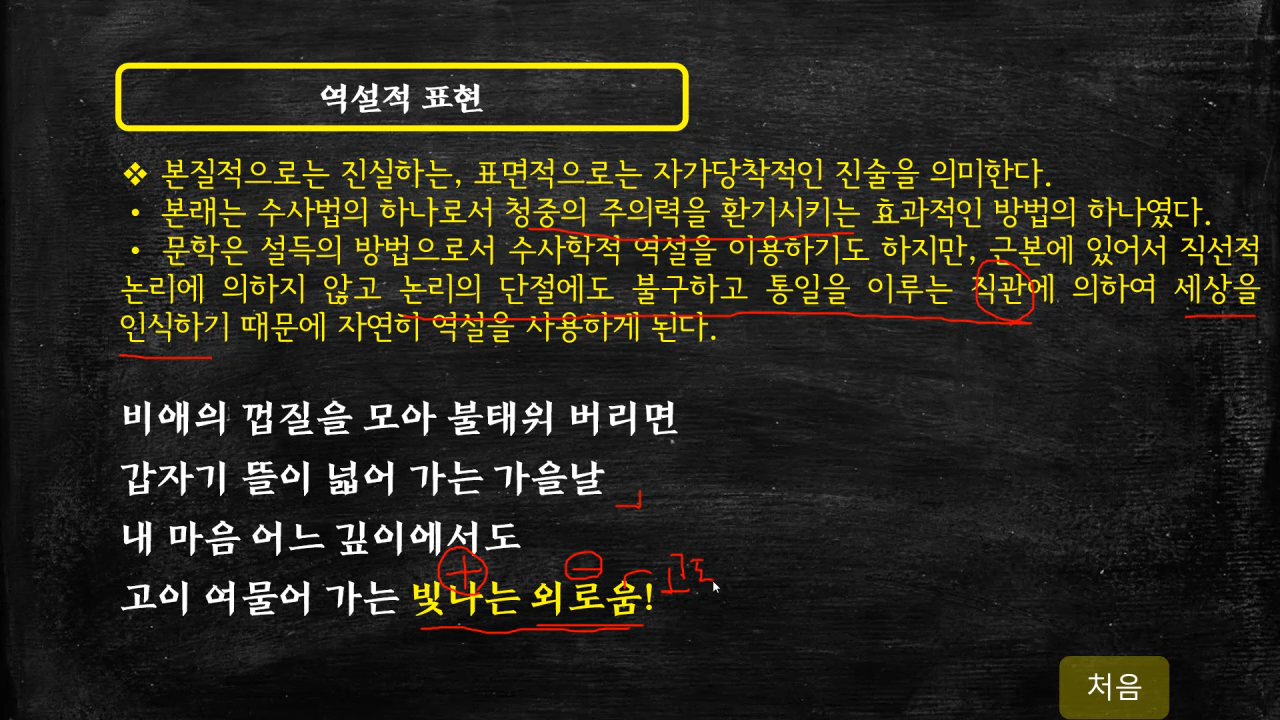 역설적 표현
❖ 본질적으로는 진실하는, 표면적으로는 자가당착적인 진술을 의미한다.
• 본래는 수사법의 하나로서 청중의 주의력을 환기시키는 효과적인 방법의 하나였다.
• 문학은 설득의 방법으로서 수사학적 역설을 이용하기도 하지만, 근본에 있어서 직선적
논리에 의하지 않고 논리의 단절에도 불구하고 통일을 이루는 직관에 의하여 세상을
인식하기 때문에 자연히 역설을 사용하게 된다.
비애의 껍질을 모아 불태워 버리면
갑자기 뜰이 넓어 가는 가을날
내 마음 어느 깊이에서도
+ −
고이 여물어 가는 빛나는 외로움! 고도
처음